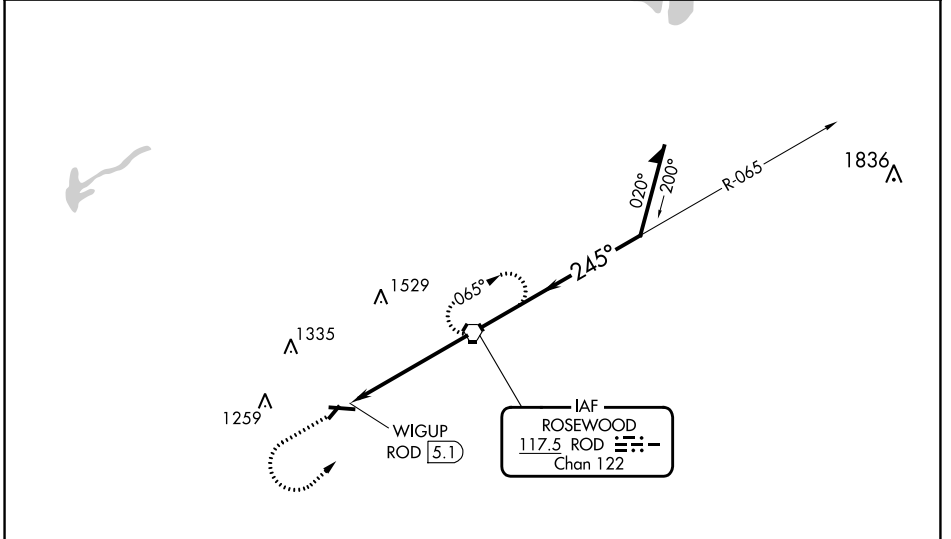 1836
R-065
020°
200°
245°
065°
1529
1335
1259
WIGUP
ROD 5.1
IAF
ROSEWOOD
117.5 ROD
Chan 122